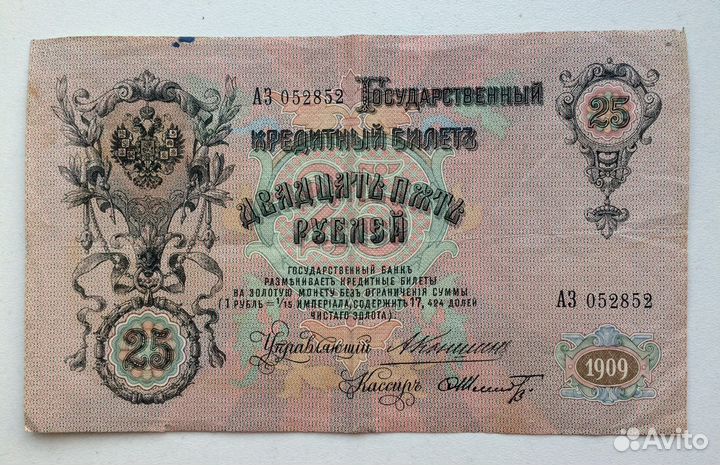 АЗ 052852 Государственный
Кредитный Билетъ
Двадцать пять
Рублей
25
ГОСУДАРСТВЕННЫЙ БАНКЪ
РАЗМѢНИВАЕТЪ КРЕДИТНЫЕ БИЛЕТЫ
НА ЗОЛОТУЮ МОНЕТУ БЕЗЪ ОГРАНИЧЕНІЯ СУММЫ
(1 РУБЛЬ = 1/15 ИМПЕРІАЛА, СОДЕРЖИТЪ 17, 424 ДОЛЕЙ
ЧИСТАГО ЗОЛОТА).
25
АЗ 052852
25
Управляющій
Кассиръ
1909
Avito